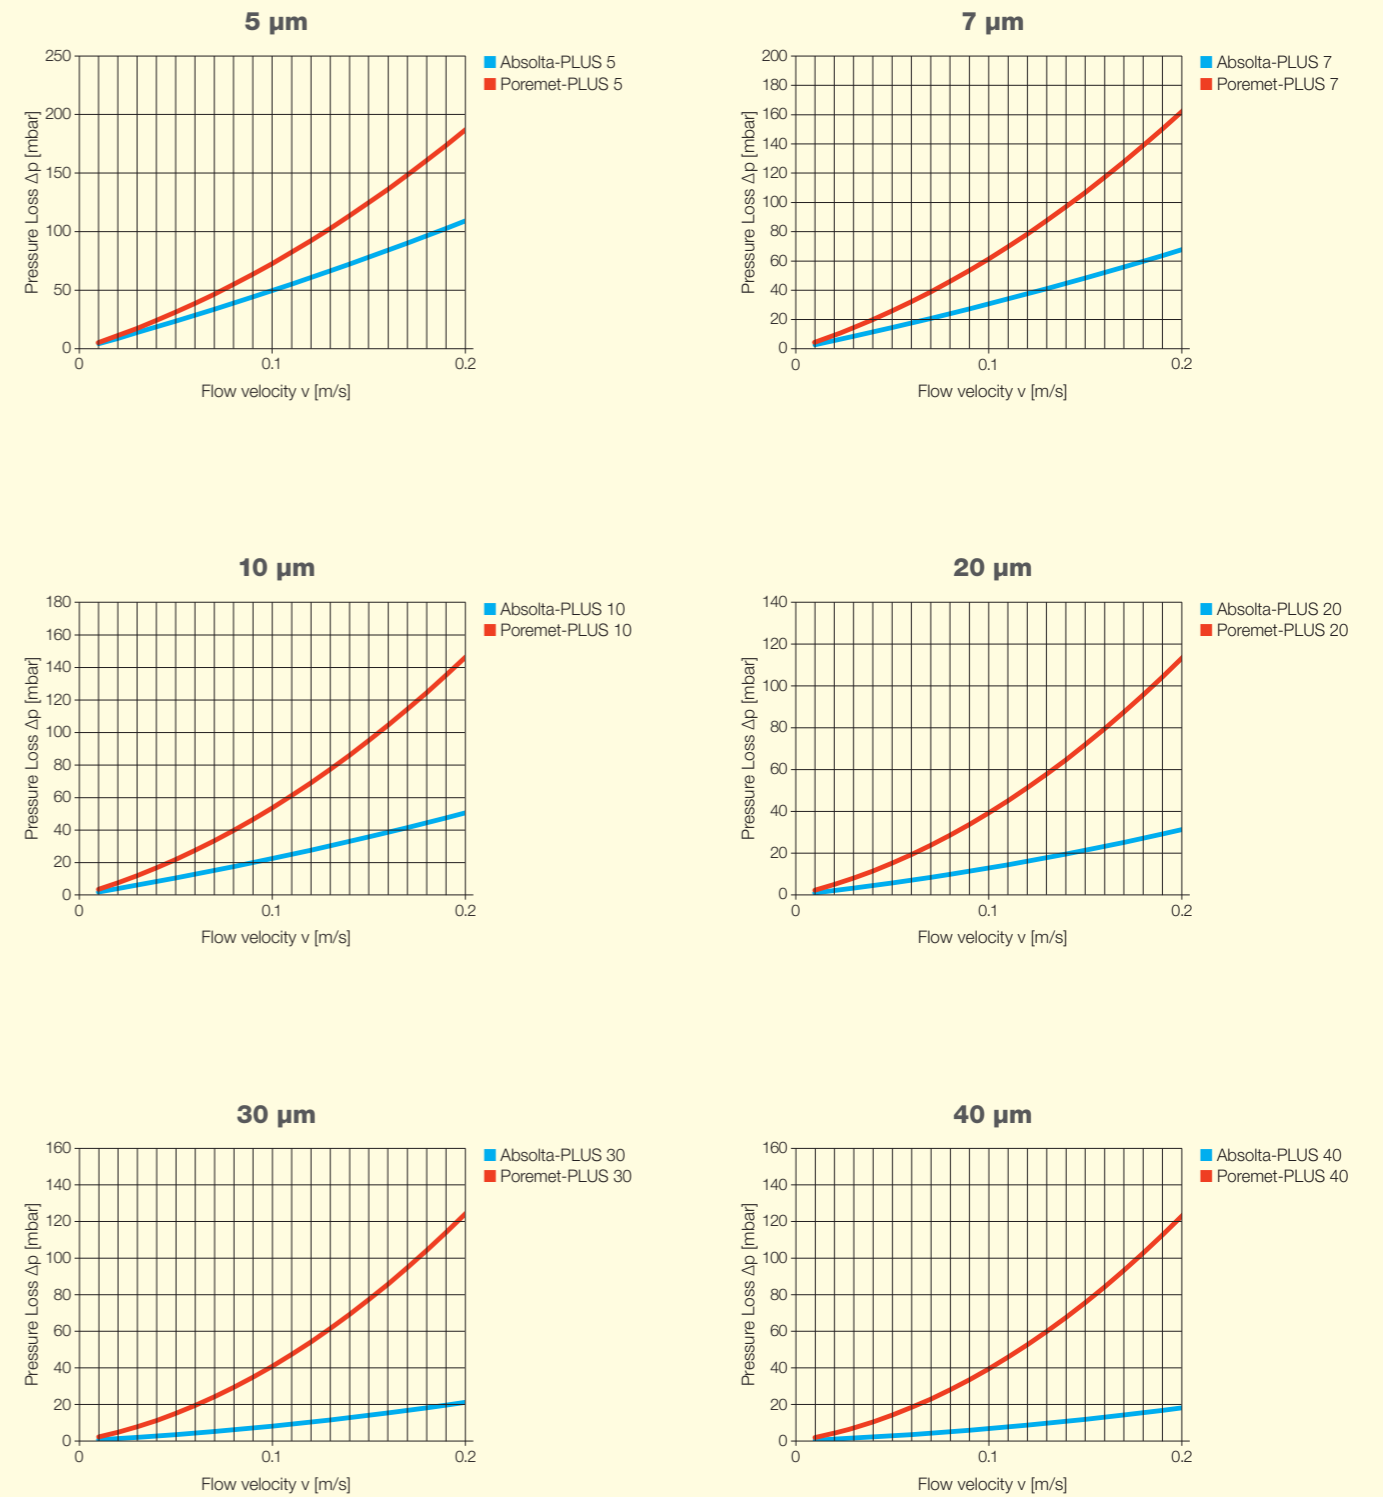 5 µm
250
200
150
100
50
0
0 0.1 0.2
Pressure Loss Δp [mbar]
Flow velocity v [m/s]
Absolta-PLUS 5
Poremet-PLUS 5
7 µm
200
180
160
140
120
100
80
60
40
20
0
0 0.1 0.2
Pressure Loss Δp [mbar]
Flow velocity v [m/s]
Absolta-PLUS 7
Poremet-PLUS 7
10 µm
180
160
140
120
100
80
60
40
20
0
0 0.1 0.2
Pressure Loss Δp [mbar]
Flow velocity v [m/s]
Absolta-PLUS 10
Poremet-PLUS 10
20 µm
140
120
100
80
60
40
20
0
0 0.1 0.2
Pressure Loss Δp [mbar]
Flow velocity v [m/s]
Absolta-PLUS 20
Poremet-PLUS 20
30 µm
160
140
120
100
80
60
40
20
0
0 0.1 0.2
Pressure Loss Δp [mbar]
Flow velocity v [m/s]
Absolta-PLUS 30
Poremet-PLUS 30
40 µm
160
140
120
100
80
60
40
20
0
0 0.1 0.2
Pressure Loss Δp [mbar]
Flow velocity v [m/s]
Absolta-PLUS 40
Poremet-PLUS 40